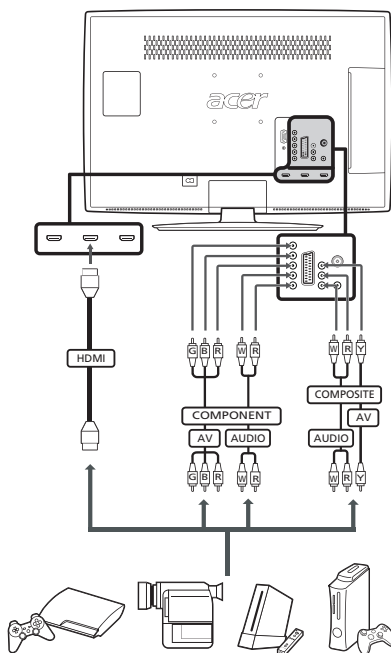 acer
HDMI
G B R W R
W R Y
COMPONENT
COMPOSITE
AV AUDIO
AUDIO AV
G B R W R
W R Y